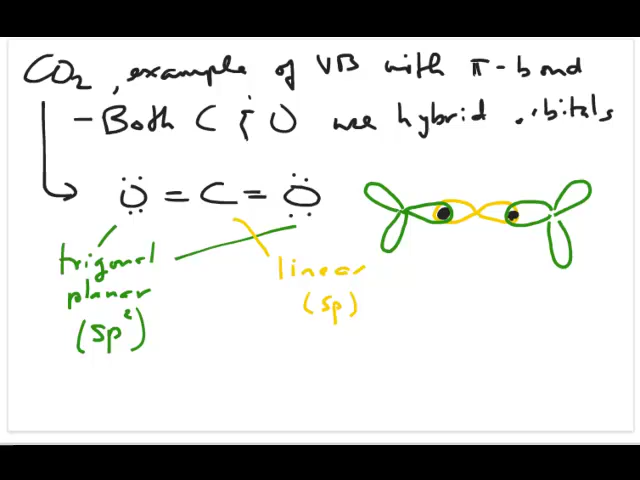 CO₂, example of VB with π-bond
- Both C & O use hybrid orbitals
O = C = O
trigonal
planar
(sp²)
linear
(sp)